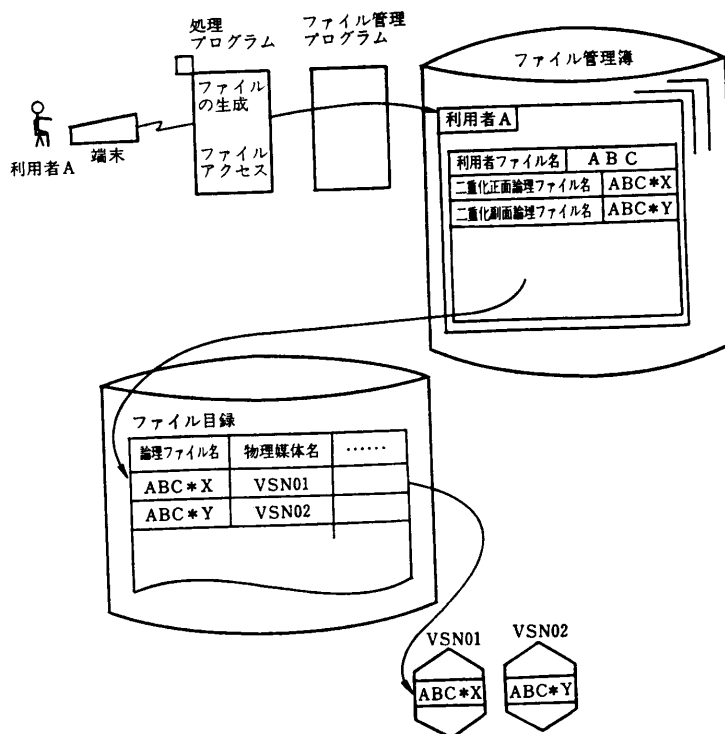 処理
プログラム
ファイル管理
プログラム
ファイル管理簿
ファイル
の生成
ファイル
アクセス
利用者A
端末
利用者A
利用者ファイル名 ABC
二重化正面論理ファイル名 ABC*X
二重化副面論理ファイル名 ABC*Y
ファイル目録
論理ファイル名 物理媒体名 ……
ABC*X VSN01
ABC*Y VSN02
VSN01 VSN02
ABC*X ABC*Y